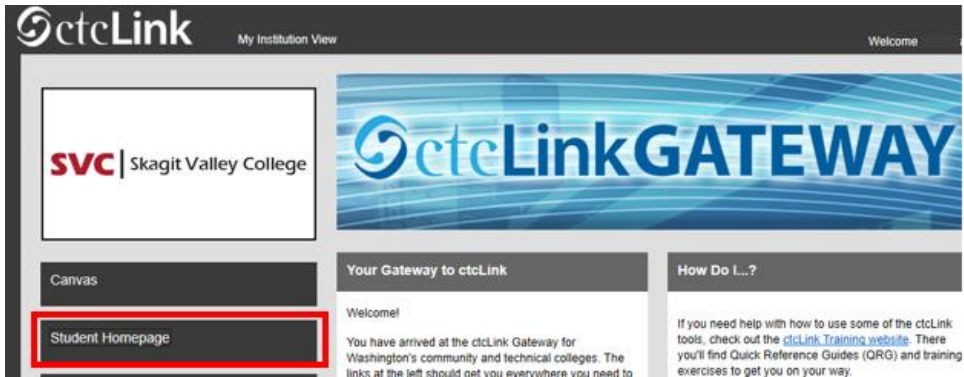 ctcLink
My Institution View
Welcome
SVC | Skagit Valley College
ctcLink GATEWAY
Canvas
Student Homepage
Your Gateway to ctcLink
Welcome!
You have arrived at the ctcLink Gateway for
Washington's community and technical colleges. The
links at the left should get you everywhere you need to
How Do I...?
If you need help with how to use some of the ctcLink
tools, check out the ctcLink Training website. There
you'll find Quick Reference Guides (QRG) and training
exercises to get you on your way.